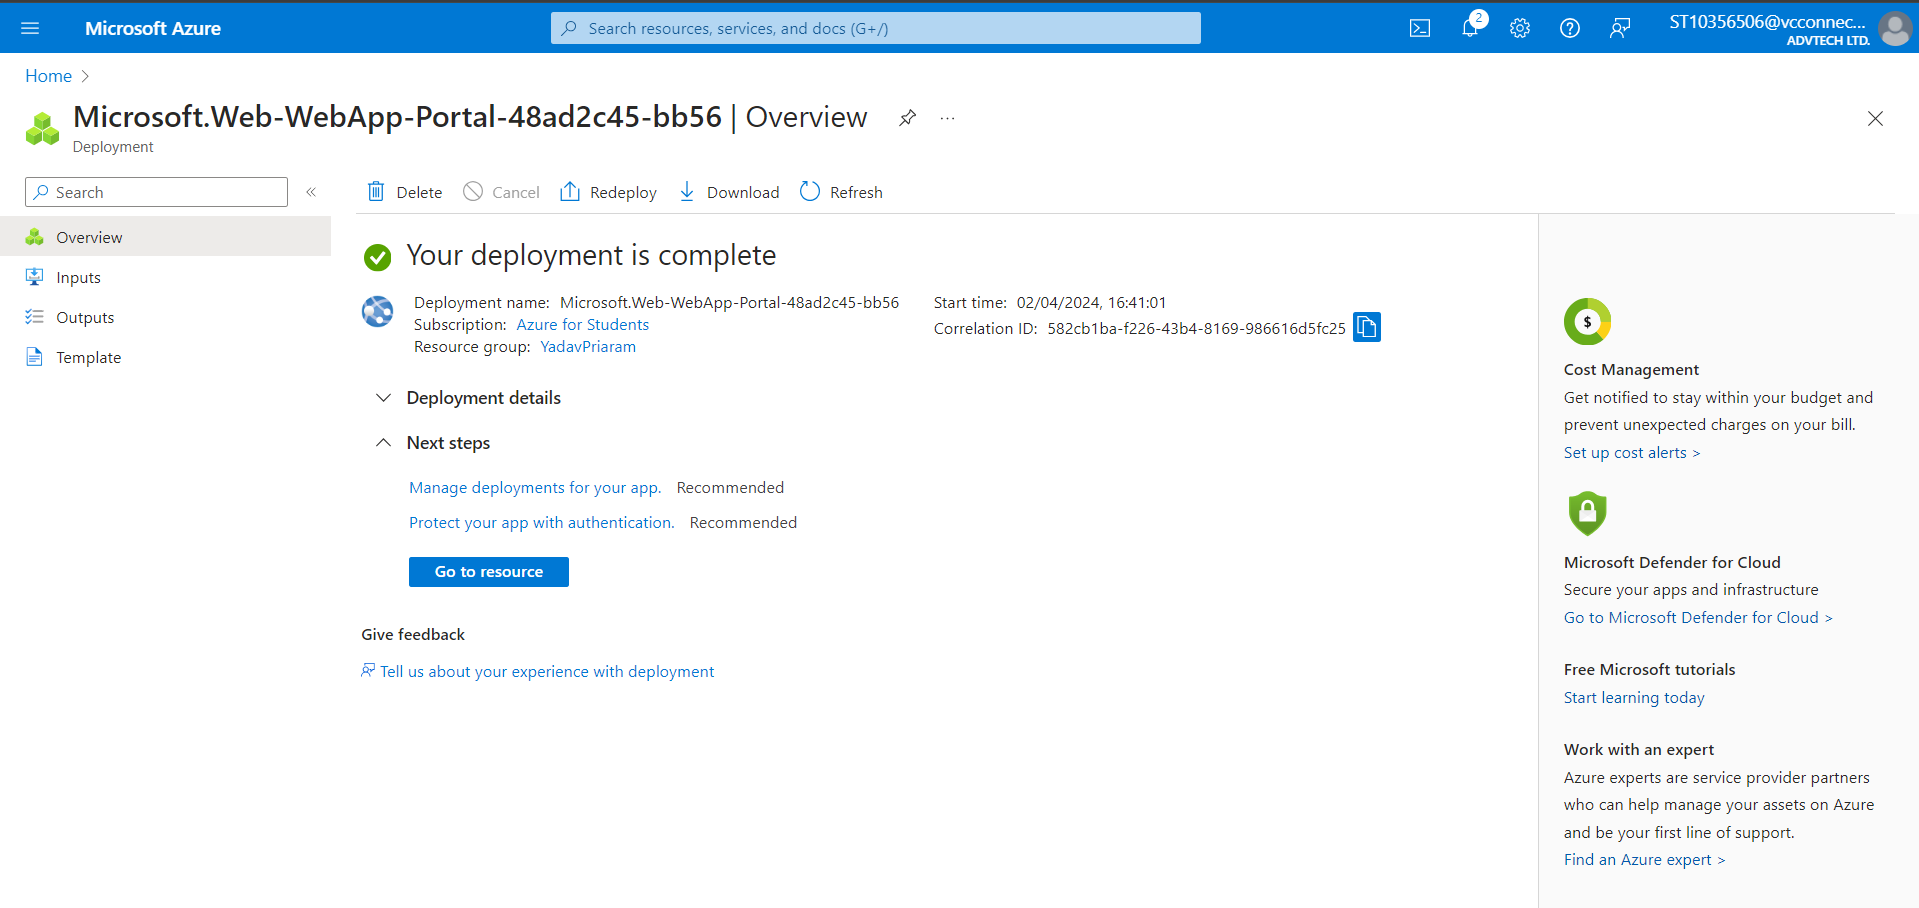 Microsoft Azure
Search resources, services, and docs (G+/)
2
ST10356506@vcconnec...
ADVTECH LTD.
Home
Microsoft.Web-WebApp-Portal-48ad2c45-bb56 | Overview
Deployment
Search
Delete
Cancel
Redeploy
Download
Refresh
Overview
Inputs
Outputs
Template
Your deployment is complete
Deployment name: Microsoft.Web-WebApp-Portal-48ad2c45-bb56
Subscription: Azure for Students
Resource group: YadavPriaram
Start time: 02/04/2024, 16:41:01
Correlation ID: 582cb1ba-f226-43b4-8169-986616d5fc25
Deployment details
Next steps
Manage deployments for your app. Recommended
Protect your app with authentication. Recommended
Go to resource
Give feedback
Tell us about your experience with deployment
$
Cost Management
Get notified to stay within your budget and
prevent unexpected charges on your bill.
Set up cost alerts >
Microsoft Defender for Cloud
Secure your apps and infrastructure
Go to Microsoft Defender for Cloud >
Free Microsoft tutorials
Start learning today
Work with an expert
Azure experts are service provider partners
who can help manage your assets on Azure
and be your first line of support.
Find an Azure expert >